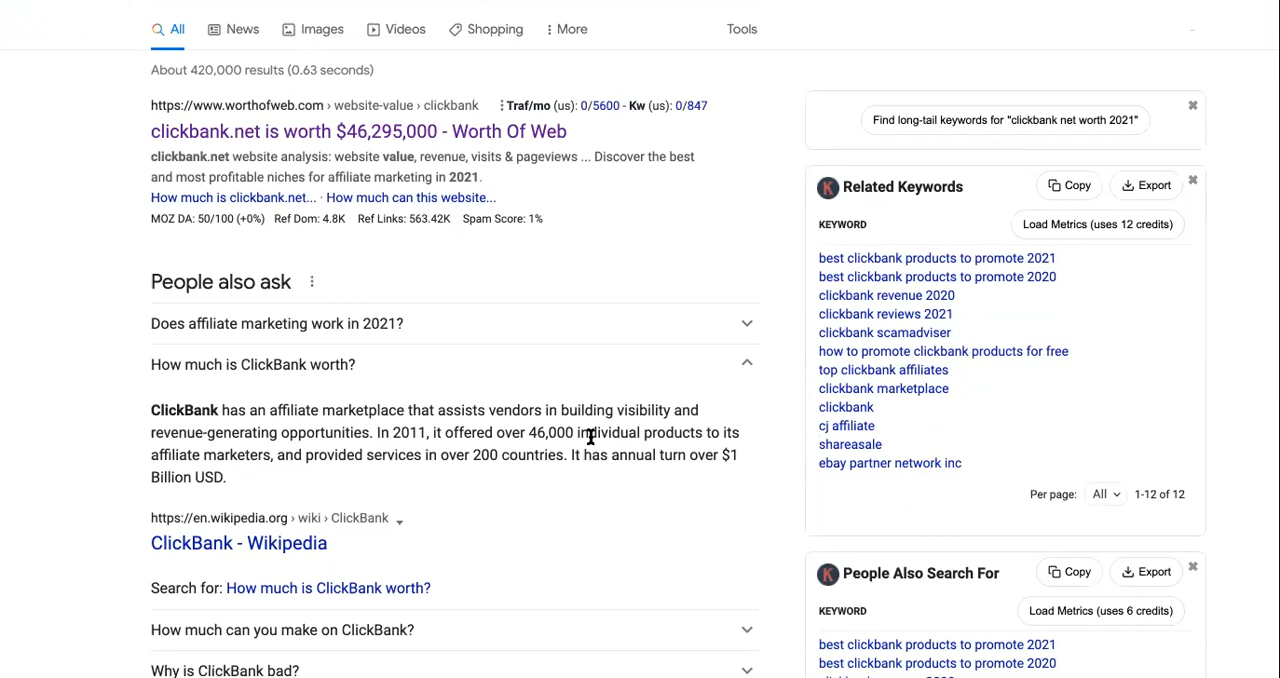 All News Images Videos Shopping More Tools
About 420,000 results (0.63 seconds)
https://www.worthofweb.com › website-value › clickbank Traf/mo (us): 0/5600 - Kw (us): 0/847
clickbank.net is worth $46,295,000 - Worth Of Web
clickbank.net website analysis: website value, revenue, visits & pageviews ... Discover the best
and most profitable niches for affiliate marketing in 2021.
How much is clickbank.net... · How much can this website...
MOZ DA: 50/100 (+0%) Ref Dom: 4.8K Ref Links: 563.42K Spam Score: 1%
People also ask
Does affiliate marketing work in 2021?
How much is ClickBank worth?
ClickBank has an affiliate marketplace that assists vendors in building visibility and
revenue-generating opportunities. In 2011, it offered over 46,000 individual products to its
affiliate marketers, and provided services in over 200 countries. It has annual turn over $1
Billion USD.
https://en.wikipedia.org › wiki › ClickBank
ClickBank - Wikipedia
Search for: How much is ClickBank worth?
How much can you make on ClickBank?
Why is ClickBank bad?
Find long-tail keywords for "clickbank net worth 2021"
K Related Keywords Copy Export
KEYWORD Load Metrics (uses 12 credits)
best clickbank products to promote 2021
best clickbank products to promote 2020
clickbank revenue 2020
clickbank reviews 2021
clickbank scamadviser
how to promote clickbank products for free
top clickbank affiliates
clickbank marketplace
clickbank
cj affiliate
shareasale
ebay partner network inc
Per page: All 1-12 of 12
K People Also Search For Copy Export
KEYWORD Load Metrics (uses 6 credits)
best clickbank products to promote 2021
best clickbank products to promote 2020